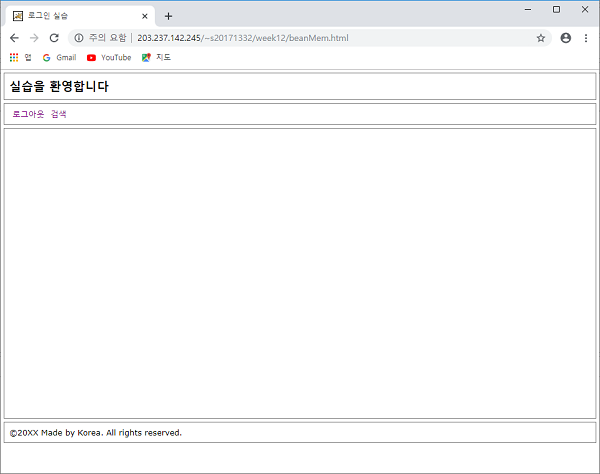 로그인 실습
주의 요함 203.237.142.245/~s20171332/week12/beanMem.html
앱 Gmail YouTube 지도
실습을 환영합니다
로그아웃 검색
©20XX Made by Korea. All rights reserved.